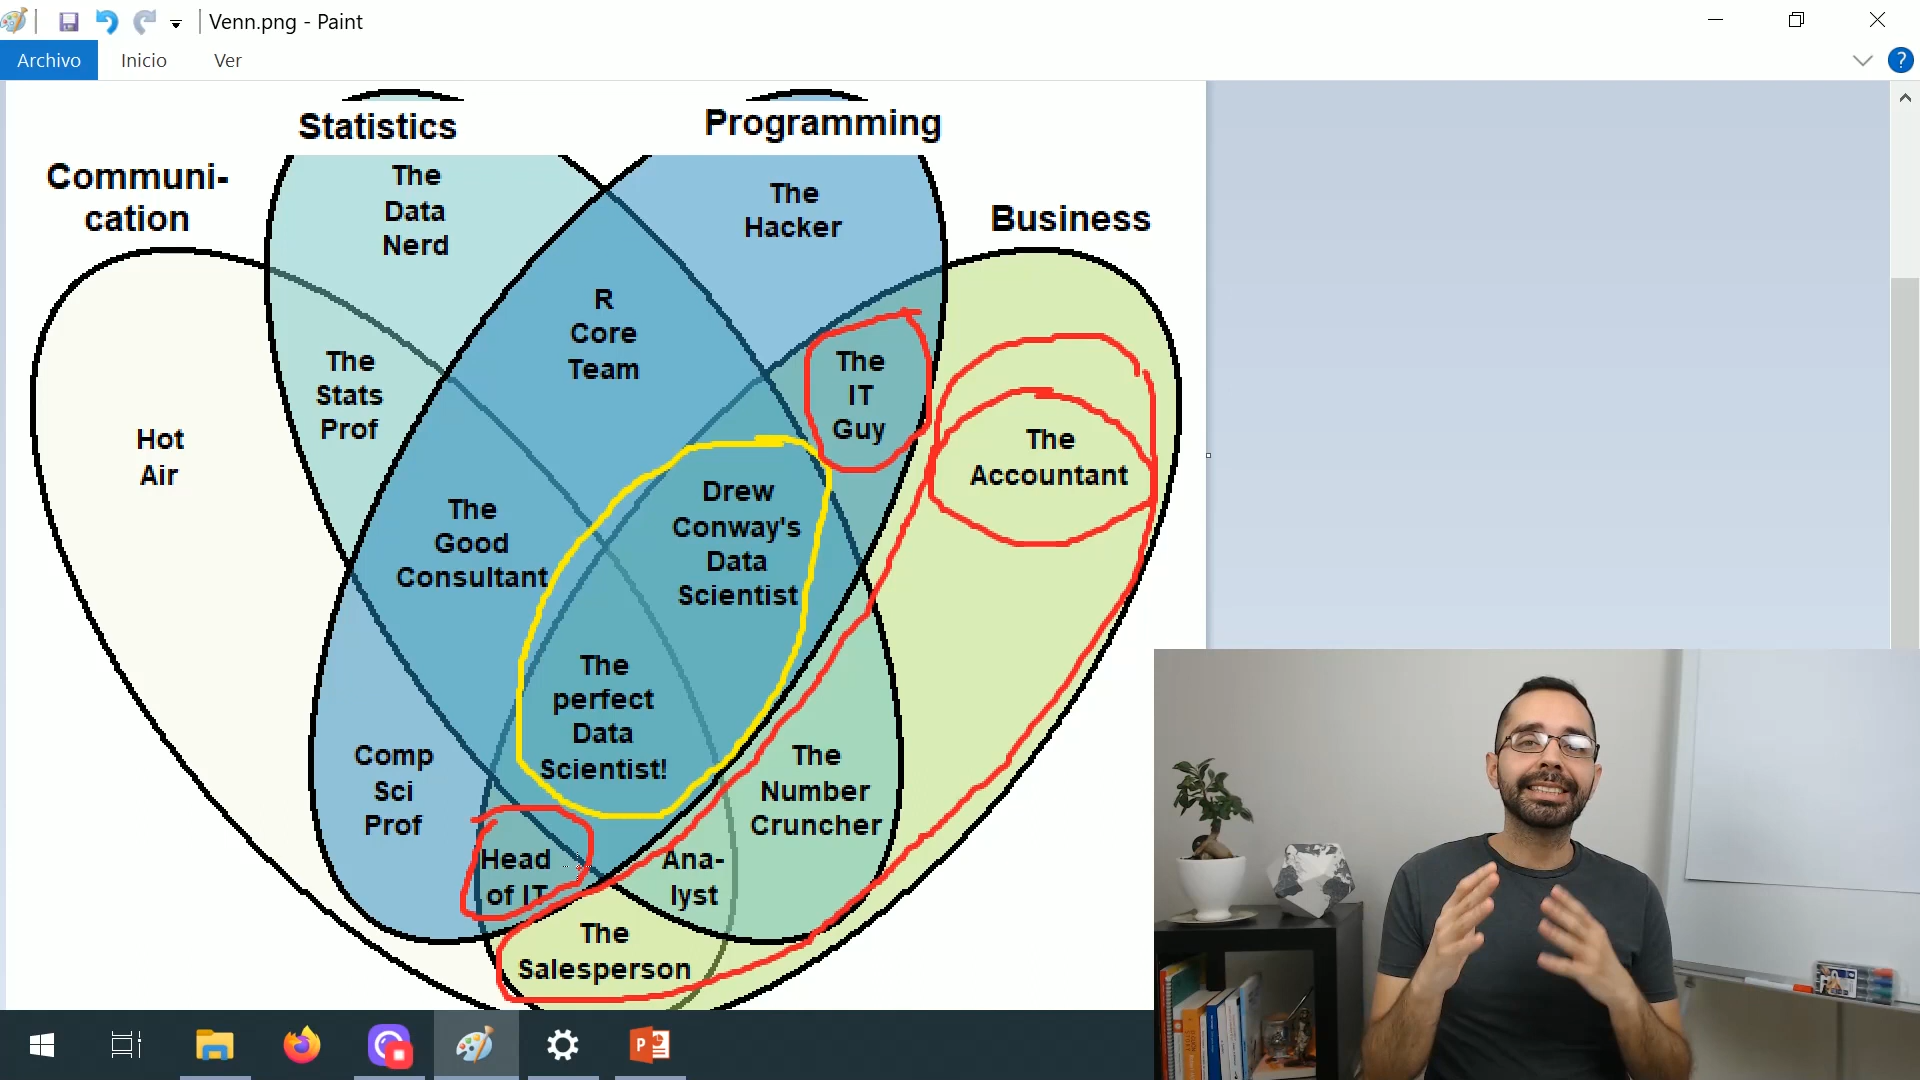 Venn.png - Paint
Archivo
Inicio
Ver
?
Statistics
Programming
Communi-
cation
Business
The
Data
Nerd
The
Hacker
R
Core
Team
The
Stats
Prof
The
IT
Guy
Hot
Air
The
Accountant
The
Good
Consultant
Drew
Conway's
Data
Scientist
The
perfect
Data
Scientist!
Comp
Sci
Prof
The
Number
Cruncher
Head
of IT
Ana-
lyst
The
Salesperson
P